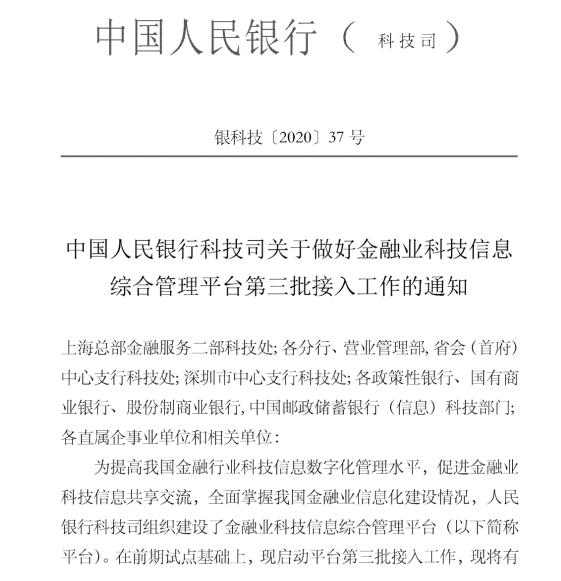 中国人民银行（科技司）
银科技〔2020〕37 号
中国人民银行科技司关于做好金融业科技信息
综合管理平台第三批接入工作的通知
上海总部金融服务二部科技处；各分行、营业管理部，省会（首府）
中心支行科技处；深圳市中心支行科技处；各政策性银行、国有商
业银行、股份制商业银行，中国邮政储蓄银行（信息）科技部门；
各直属企事业单位和相关单位：
为提高我国金融行业科技信息数字化管理水平，促进金融业
科技信息共享交流，全面掌握我国金融业信息化建设情况，人民
银行科技司组织建设了金融业科技信息综合管理平台（以下简称
平台）。在前期试点基础上，现启动平台第三批接入工作，现将有